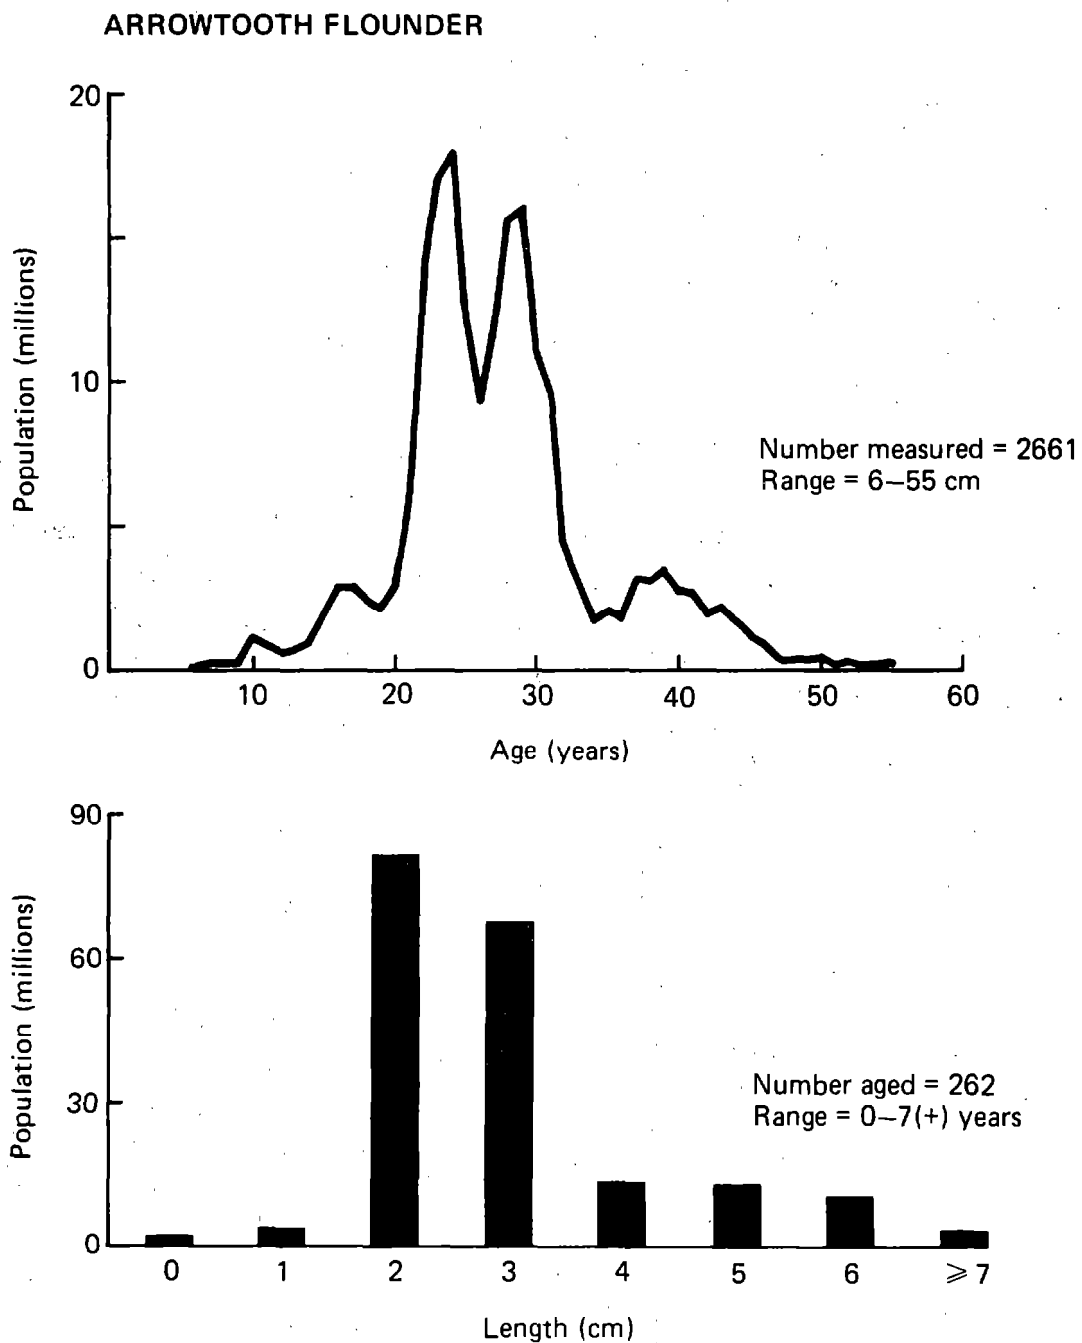 ARROWTOOTH FLOUNDER
20
10
0
Population (millions)
Number measured = 2661
Range = 6–55 cm
10 20 30 40 50 60
Age (years)
90
60
30
0
Population (millions)
Number aged = 262
Range = 0–7(+) years
0 1 2 3 4 5 6 ⩾ 7
Length (cm)